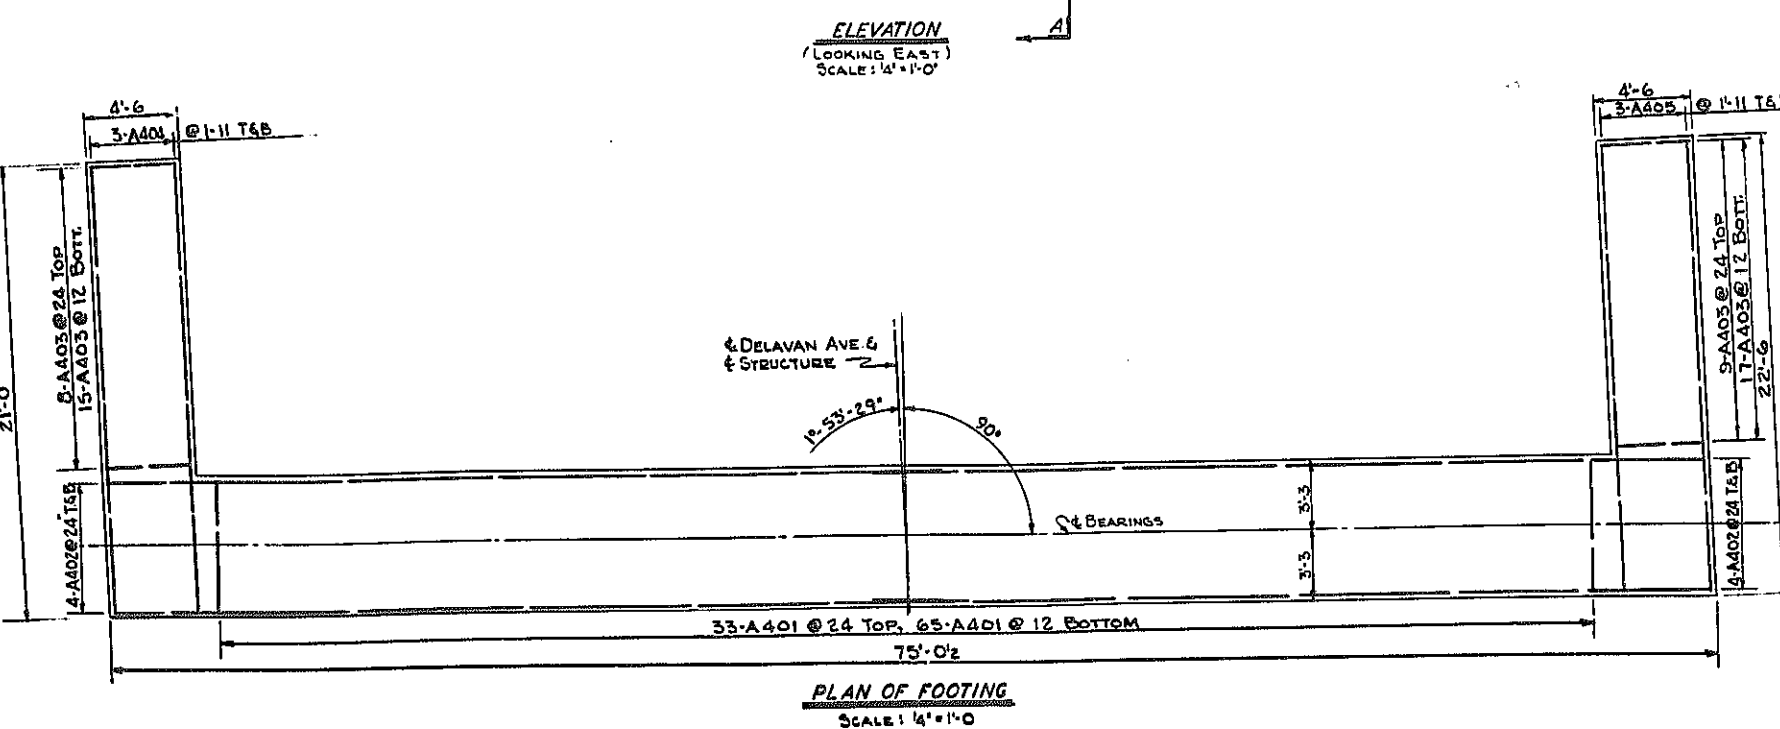 ELEVATION
(LOOKING EAST)
SCALE: 1/4" = 1'-0"
A
4'-6
3-A404 @ 1-11 T&B
4'-6
3-A405 @ 1'-11 T&
21'-0
8-A403 @ 24 TOP
15-A403 @ 12 BOTT.
9-A403 @ 24 TOP
17-A403 @ 12 BOTT.
22'-6
℄ DELAVAN AVE. &
℄ STRUCTURE
1°-53'-29"
90°
℄ BEARINGS
3'-3
3'-3
4-A402 @ 24" T&B
4-A402 @ 24 T&B
33-A401 @ 24 TOP, 65-A401 @ 12 BOTTOM
75'-0 1/2
PLAN OF FOOTING
SCALE: 1/4" = 1'-0